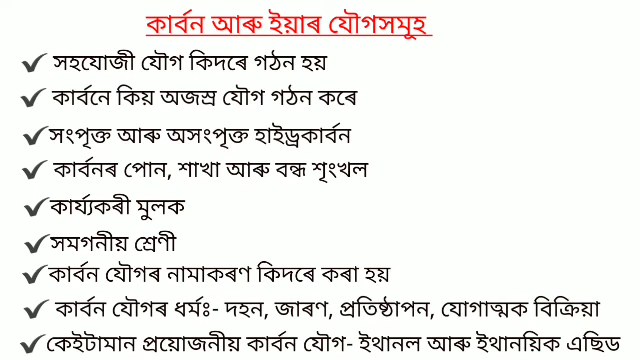 কাৰ্বন আৰু ইয়াৰ যৌগসমূহ
সহযোজী যৌগ কিদৰে গঠন হয়
কাৰ্বনে কিয় অজস্ৰ যৌগ গঠন কৰে
সংপৃক্ত আৰু অসংপৃক্ত হাইড্ৰকাৰ্বন
কাৰ্বনৰ পোন, শাখা আৰু বন্ধ শৃংখল
কাৰ্য্যকৰী মুলক
সমগনীয় শ্ৰেণী
কাৰ্বন যৌগৰ নামাকৰণ কিদৰে কৰা হয়
কাৰ্বন যৌগৰ ধৰ্মঃ- দহন, জাৰণ, প্ৰতিষ্ঠাপন, যোগাত্মক বিক্ৰিয়া
কেইটামান প্ৰয়োজনীয় কাৰ্বন যৌগ- ইথানল আৰু ইথানয়িক এছিড